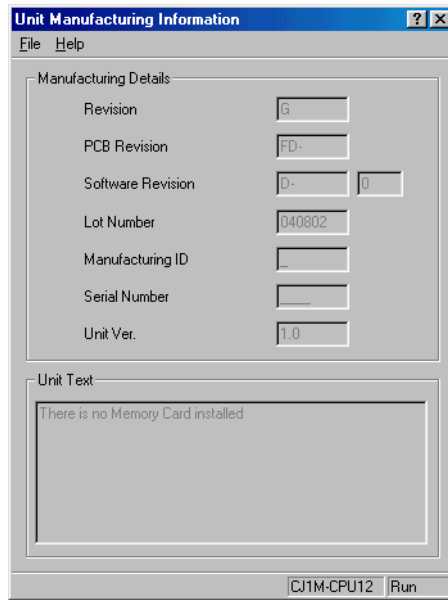 Unit Manufacturing Information
File Help
Manufacturing Details
Revision G
PCB Revision FD-
Software Revision D- 0
Lot Number 040802
Manufacturing ID _
Serial Number ____
Unit Ver. 1.0
Unit Text
There is no Memory Card installed
CJ1M-CPU12 Run